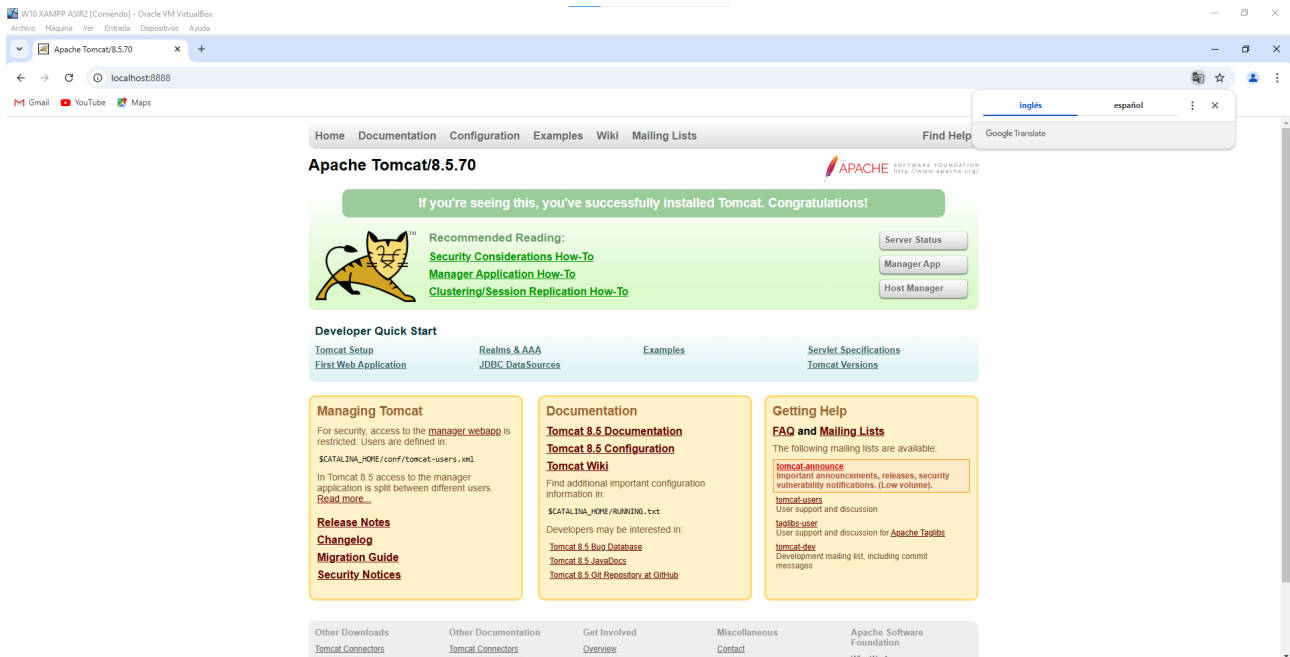 W10 XAMPP ASIR2 [Corriendo] - Oracle VM VirtualBox
Archivo Máquina Ver Entrada Dispositivos Ayuda
Apache Tomcat/8.5.70
localhost:8888
Gmail YouTube Maps
inglés español
Google Translate
Home Documentation Configuration Examples Wiki Mailing Lists Find Help
Apache Tomcat/8.5.70
APACHE SOFTWARE FOUNDATION
http://www.apache.org/
If you're seeing this, you've successfully installed Tomcat. Congratulations!
TM
Recommended Reading:
Security Considerations How-To
Manager Application How-To
Clustering/Session Replication How-To
Server Status
Manager App
Host Manager
Developer Quick Start
Tomcat Setup
First Web Application
Realms & AAA
JDBC DataSources
Examples
Servlet Specifications
Tomcat Versions
Managing Tomcat
For security, access to the manager webapp is
restricted. Users are defined in:
$CATALINA_HOME/conf/tomcat-users.xml
In Tomcat 8.5 access to the manager
application is split between different users.
Read more...
Release Notes
Changelog
Migration Guide
Security Notices
Documentation
Tomcat 8.5 Documentation
Tomcat 8.5 Configuration
Tomcat Wiki
Find additional important configuration
information in:
$CATALINA_HOME/RUNNING.txt
Developers may be interested in:
Tomcat 8.5 Bug Database
Tomcat 8.5 JavaDocs
Tomcat 8.5 Git Repository at GitHub
Getting Help
FAQ and Mailing Lists
The following mailing lists are available:
tomcat-announce
Important announcements, releases, security
vulnerability notifications. (Low volume).
tomcat-users
User support and discussion
taglibs-user
User support and discussion for Apache Taglibs
tomcat-dev
Development mailing list, including commit
messages
Other Downloads
Tomcat Connectors
Other Documentation
Tomcat Connectors
Get Involved
Overview
Miscellaneous
Contact
Apache Software
Foundation